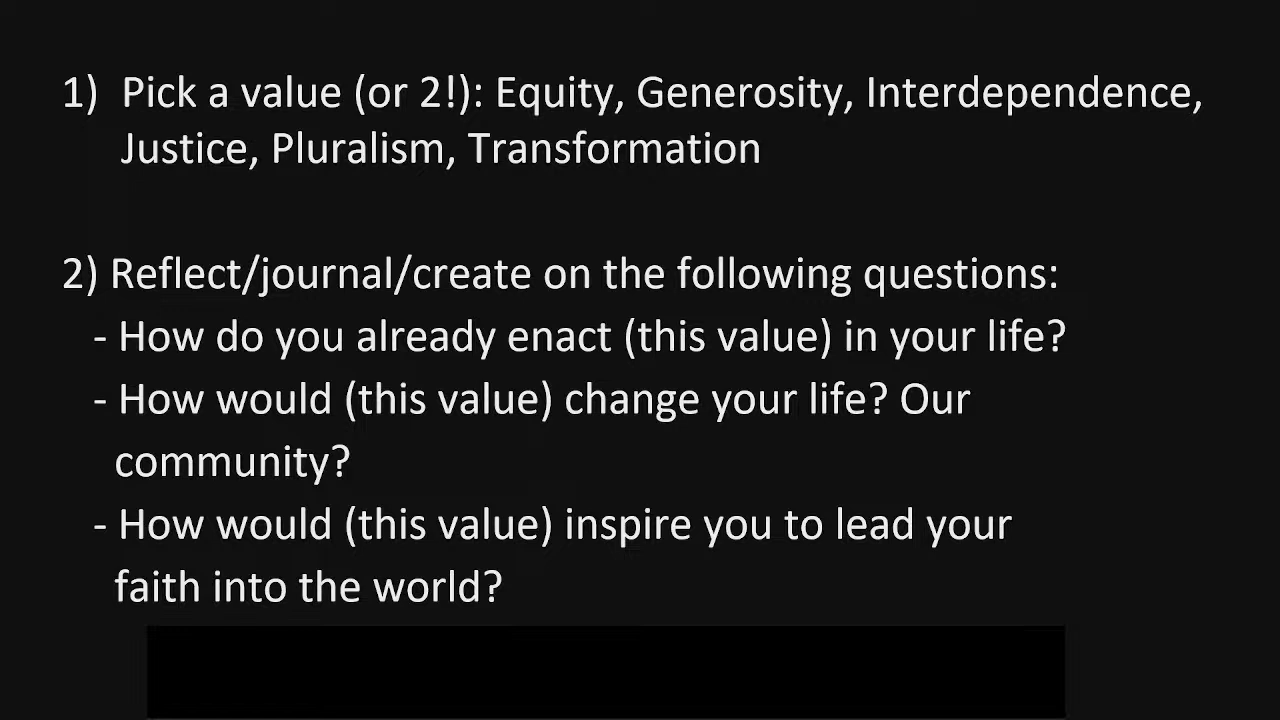 1) Pick a value (or 2!): Equity, Generosity, Interdependence,
Justice, Pluralism, Transformation
2) Reflect/journal/create on the following questions:
- How do you already enact (this value) in your life?
- How would (this value) change your life? Our
community?
- How would (this value) inspire you to lead your
faith into the world?